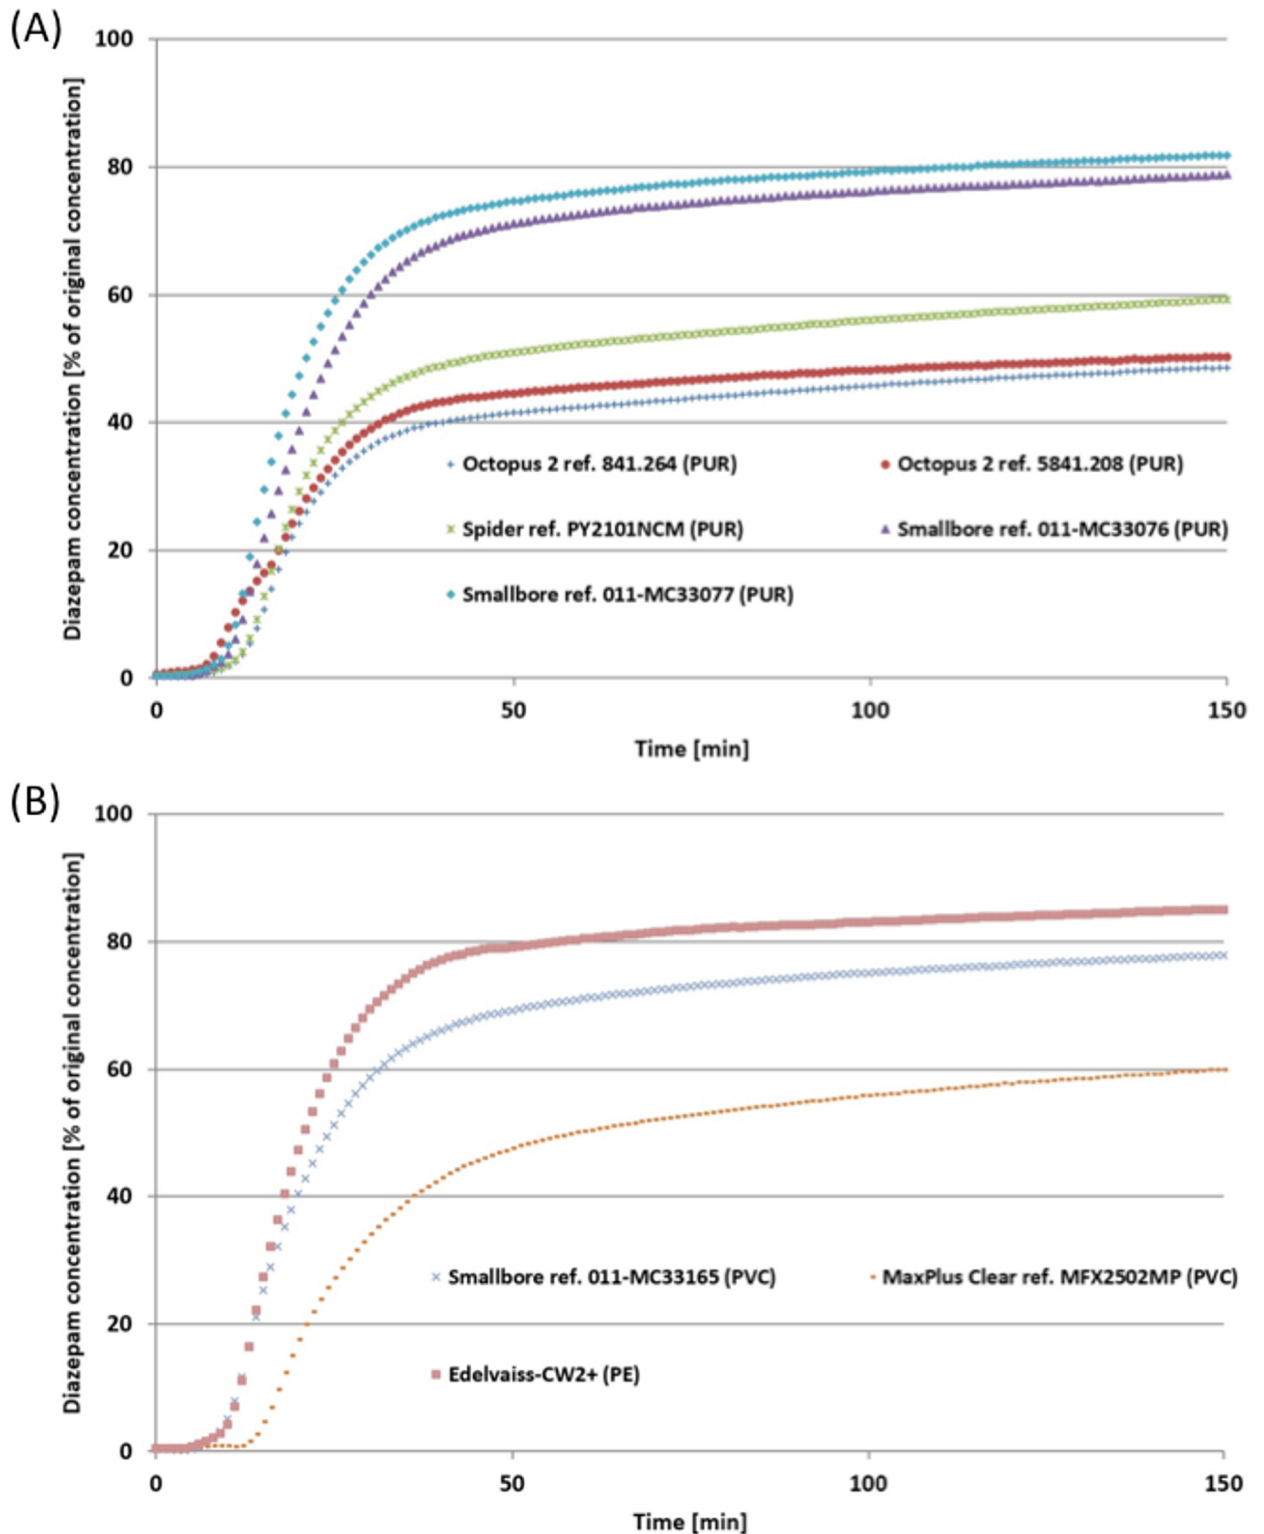 (A)
100
80
60
40
20
0
Diazepam concentration [% of original concentration]
Octopus 2 ref. 841.264 (PUR)
Octopus 2 ref. 5841.208 (PUR)
Spider ref. PY2101NCM (PUR)
Smallbore ref. 011-MC33076 (PUR)
Smallbore ref. 011-MC33077 (PUR)
0 50 100 150
Time [min]
(B)
100
80
60
40
20
0
Diazepam concentration [% of original concentration]
Smallbore ref. 011-MC33165 (PVC)
MaxPlus Clear ref. MFX2502MP (PVC)
Edelvaiss-CW2+ (PE)
0 50 100 150
Time [min]